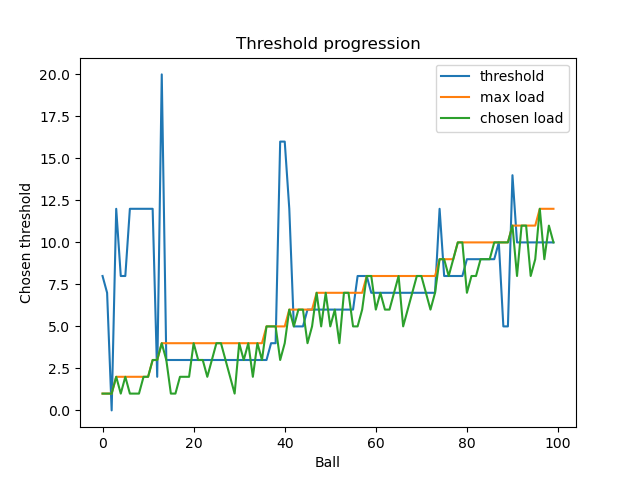 Threshold progression
threshold
max load
chosen load
Chosen threshold
20.0
17.5
15.0
12.5
10.0
7.5
5.0
2.5
0.0
0 20 40 60 80 100
Ball